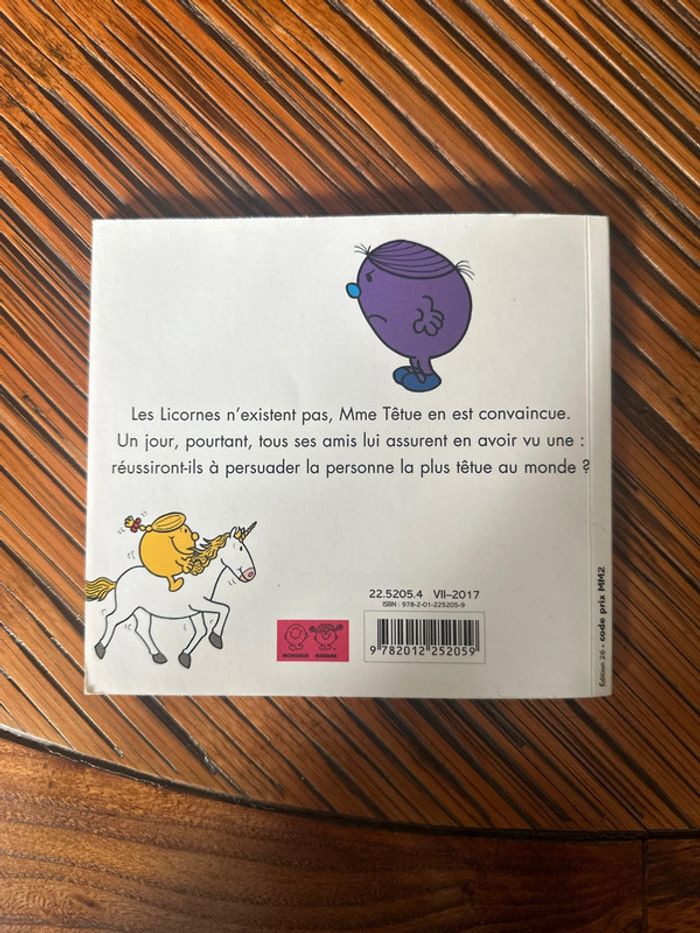 Les Licornes n'existent pas, Mme Têtue en est convaincue.
Un jour, pourtant, tous ses amis lui assurent en avoir vu une :
réussiront-ils à persuader la personne la plus têtue au monde ?
22.5205.4 VII–2017
ISBN : 978-2-01-225205-9
MONSIEUR MADAME
9 782012 252059
Édition 26 - code prix MM2